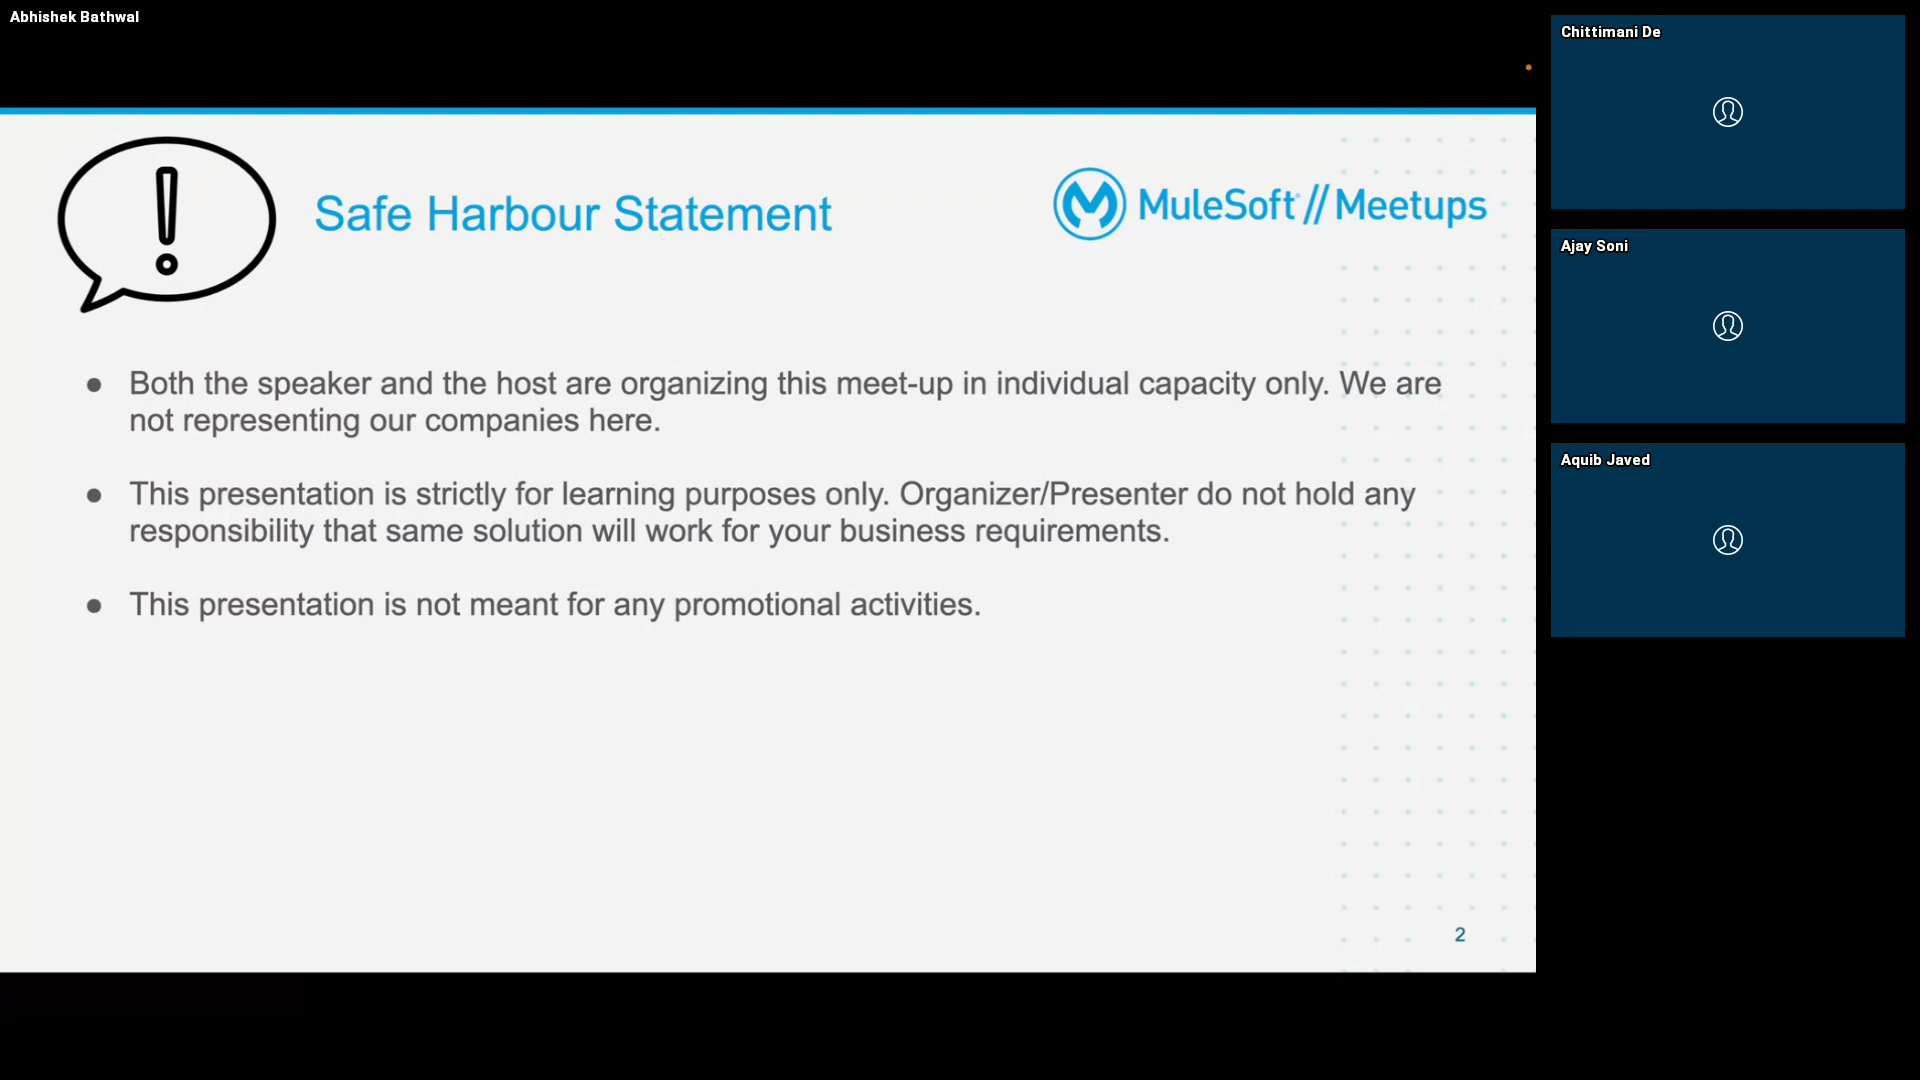 Abhishek Bathwal
Safe Harbour Statement
MuleSoft // Meetups
● Both the speaker and the host are organizing this meet-up in individual capacity only. We are
not representing our companies here.
● This presentation is strictly for learning purposes only. Organizer/Presenter do not hold any
responsibility that same solution will work for your business requirements.
● This presentation is not meant for any promotional activities.
2
Chittimani De
Ajay Soni
Aquib Javed